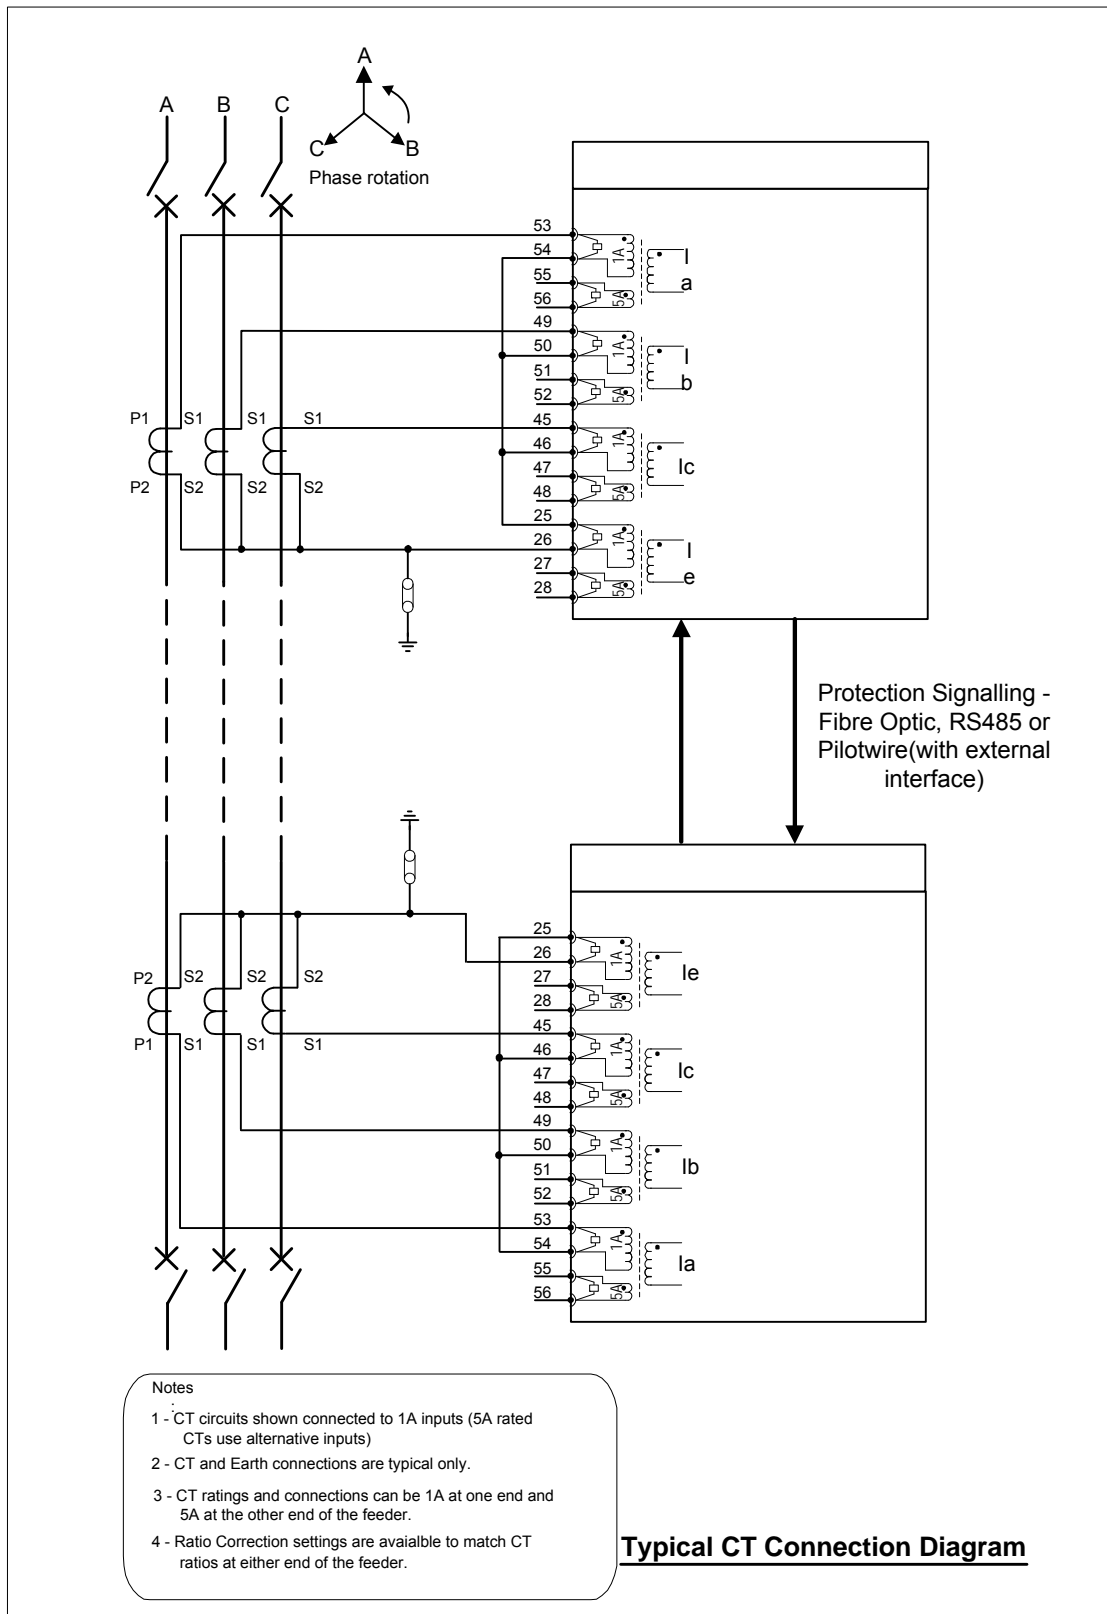 A
A B C
C B
Phase rotation
53
54 1A I
55 a
56 5A
49
50 1A I
51 b
52 5A
P1 S1 S1 S1 45
46 1A
47 Ic
P2 S2 S2 S2 48 5A
25
26 1A I
27 e
28 5A
Protection Signalling -
Fibre Optic, RS485 or
Pilotwire(with external
interface)
25
26 1A
27 Ie
P2 S2 S2 S2
28 5A
45
P1 S1 S1 S1 46 1A
47 Ic
48 5A
49
50 1A
51 Ib
52 5A
53
54 1A
55 Ia
56 5A
Notes
:
1 - CT circuits shown connected to 1A inputs (5A rated
CTs use alternative inputs)
2 - CT and Earth connections are typical only.
3 - CT ratings and connections can be 1A at one end and
5A at the other end of the feeder.
4 - Ratio Correction settings are avaialble to match CT
ratios at either end of the feeder.
Typical CT Connection Diagram